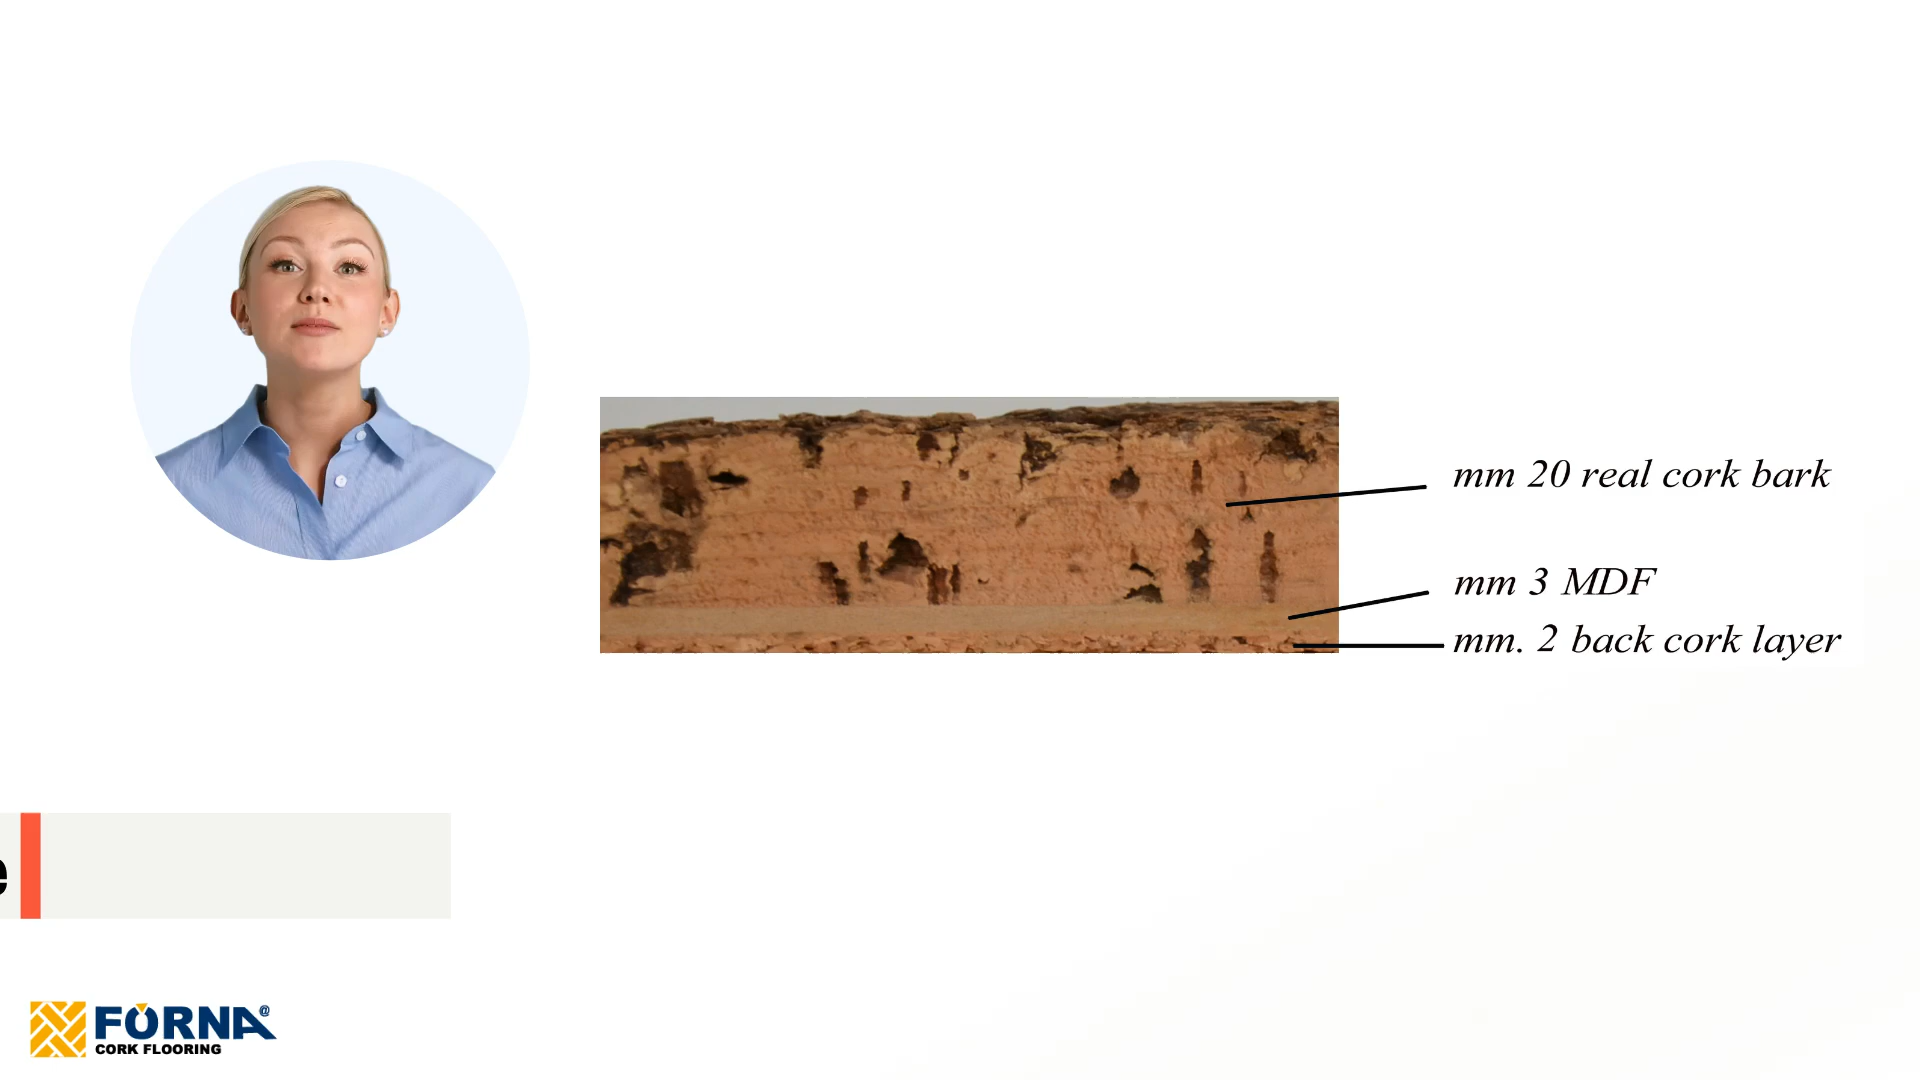 mm 20 real cork bark
mm 3 MDF
mm. 2 back cork layer
e
FORNA@
CORK FLOORING